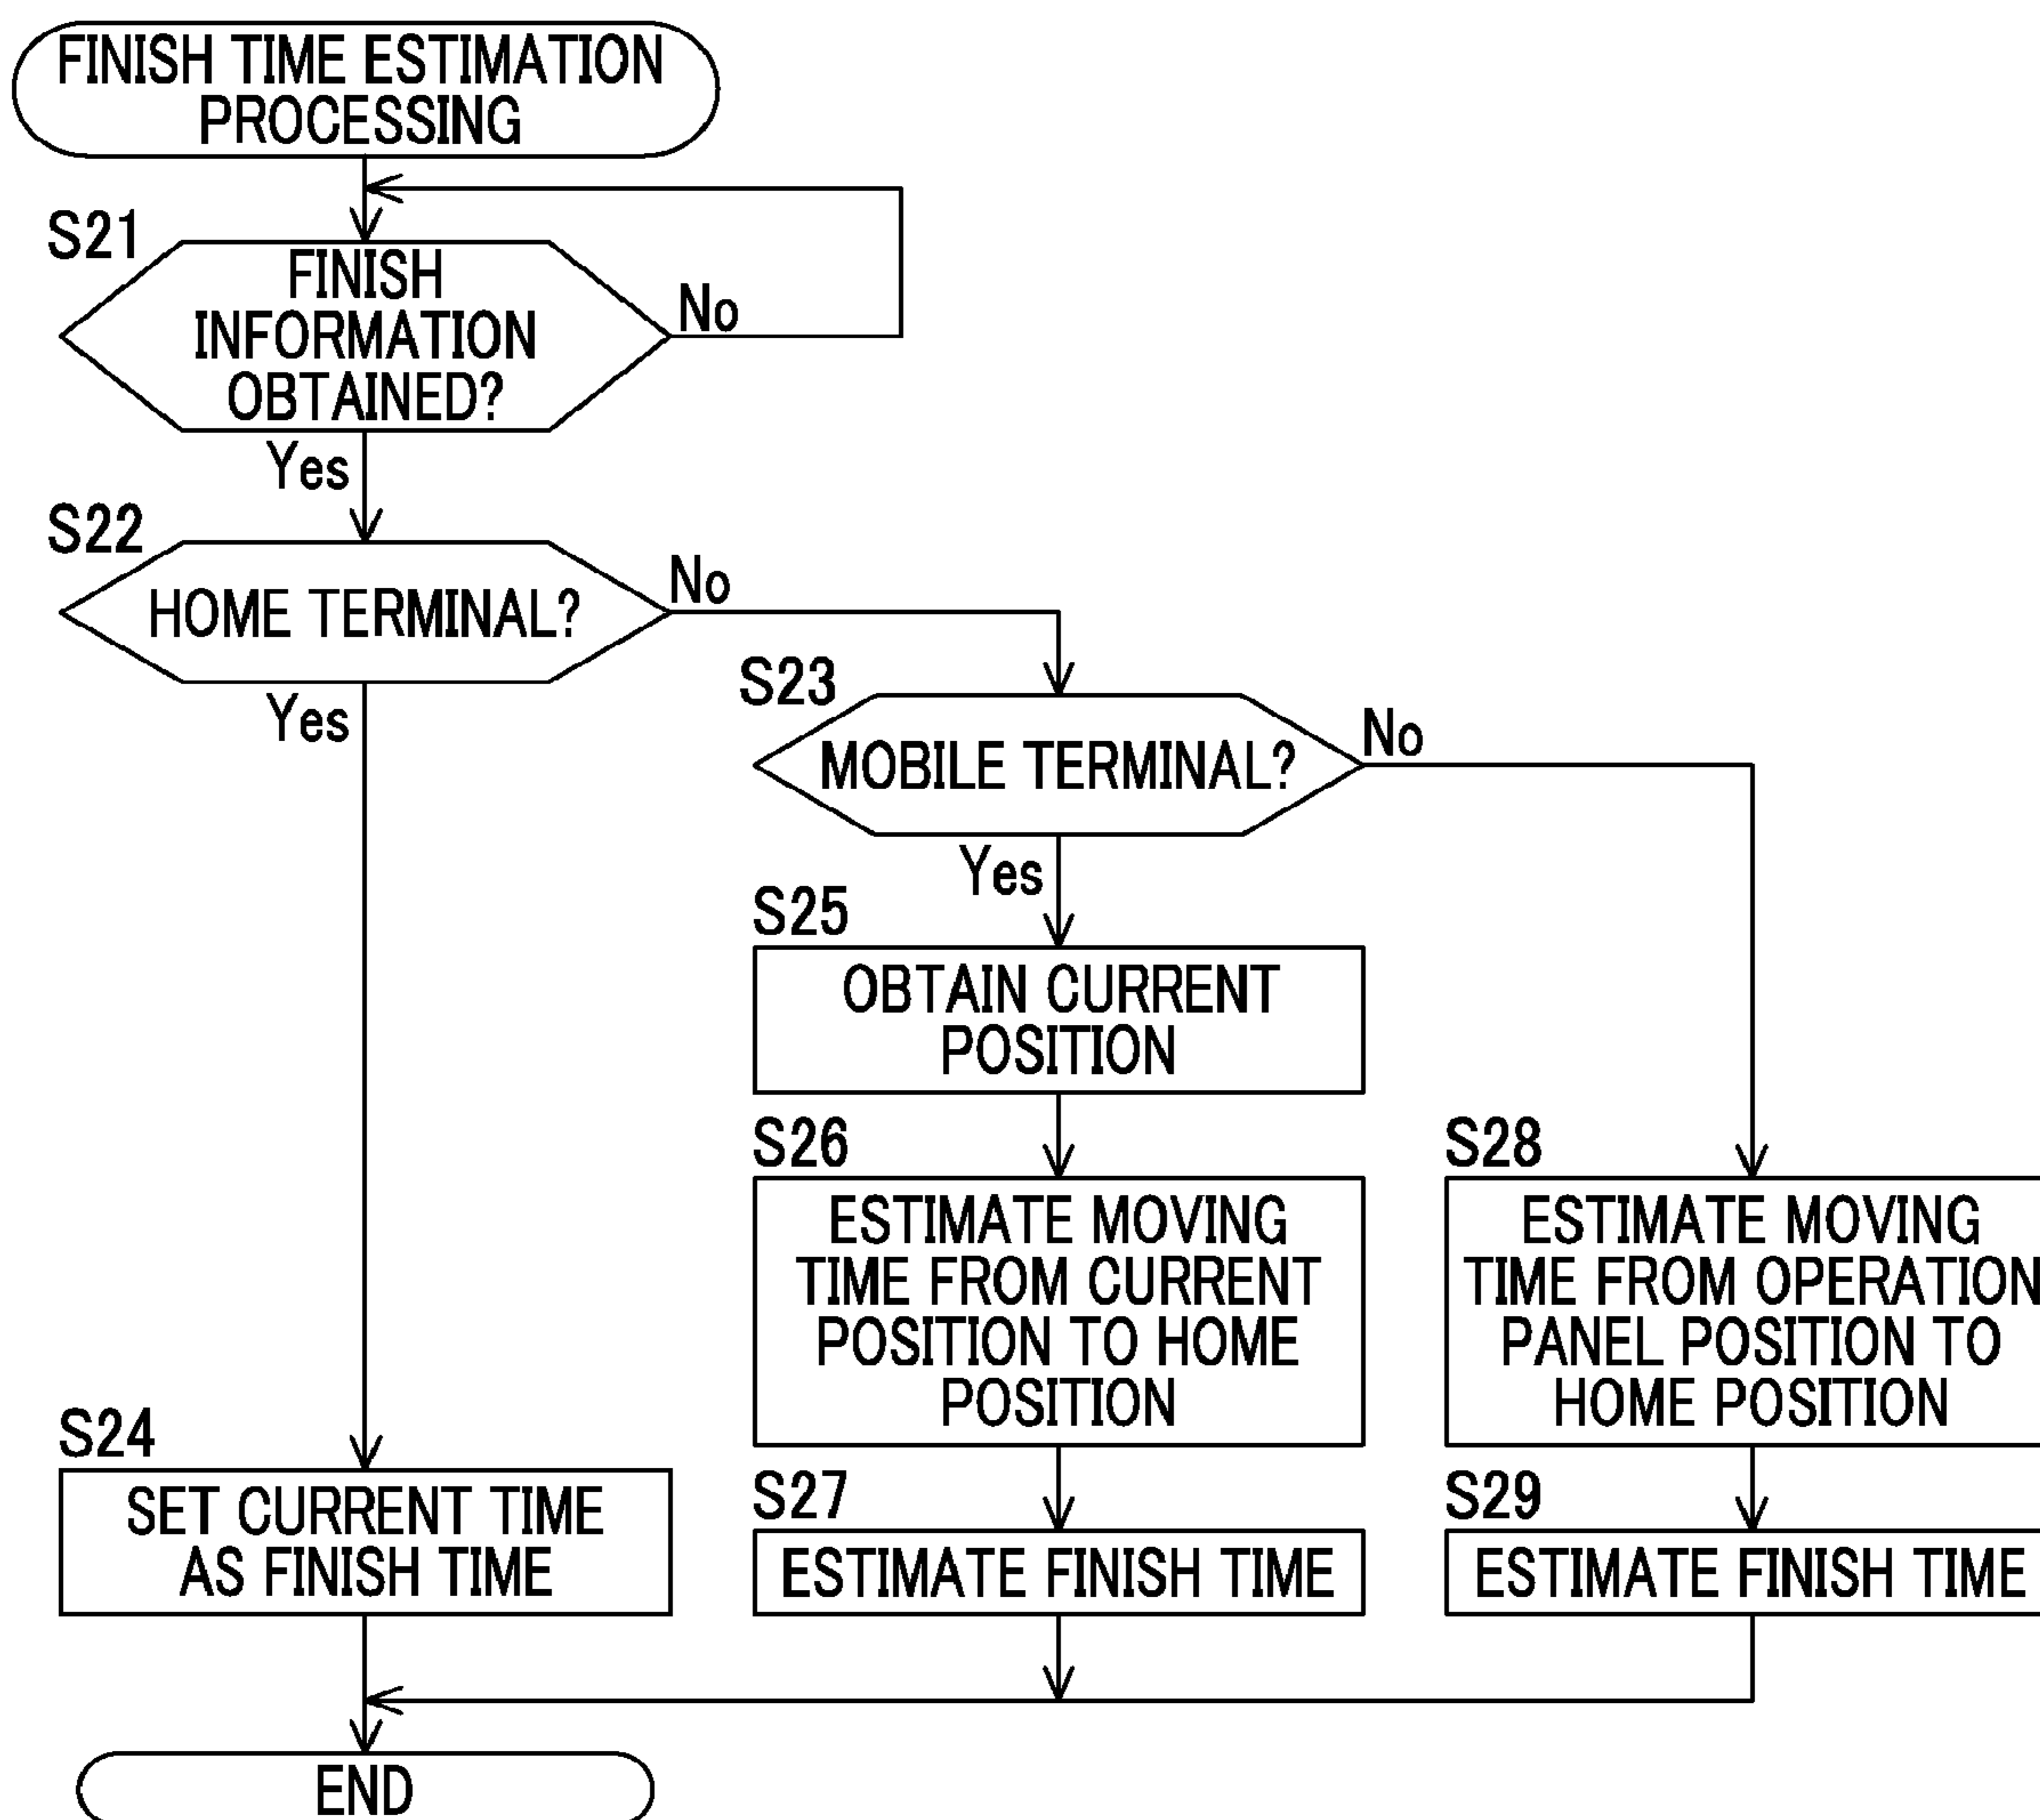 FINISH TIME ESTIMATION
PROCESSING
S21
FINISH
INFORMATION
OBTAINED?
No
Yes
S22
HOME TERMINAL?
No
Yes
S23
MOBILE TERMINAL?
No
Yes
S25
OBTAIN CURRENT
POSITION
S26
ESTIMATE MOVING
TIME FROM CURRENT
POSITION TO HOME
POSITION
S28
ESTIMATE MOVING
TIME FROM OPERATION
PANEL POSITION TO
HOME POSITION
S24
SET CURRENT TIME
AS FINISH TIME
S27
ESTIMATE FINISH TIME
S29
ESTIMATE FINISH TIME
END